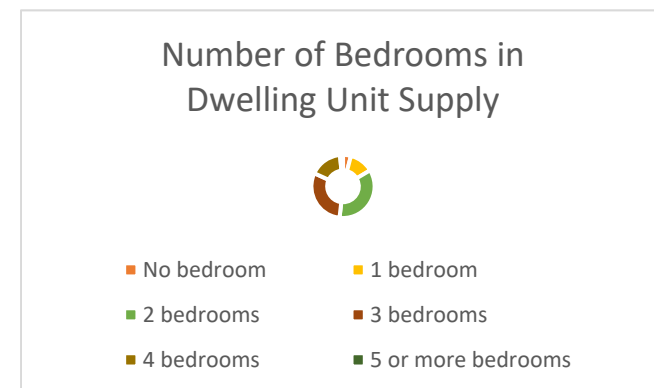 Number of Bedrooms in
Dwelling Unit Supply
No bedroom
1 bedroom
2 bedrooms
3 bedrooms
4 bedrooms
5 or more bedrooms